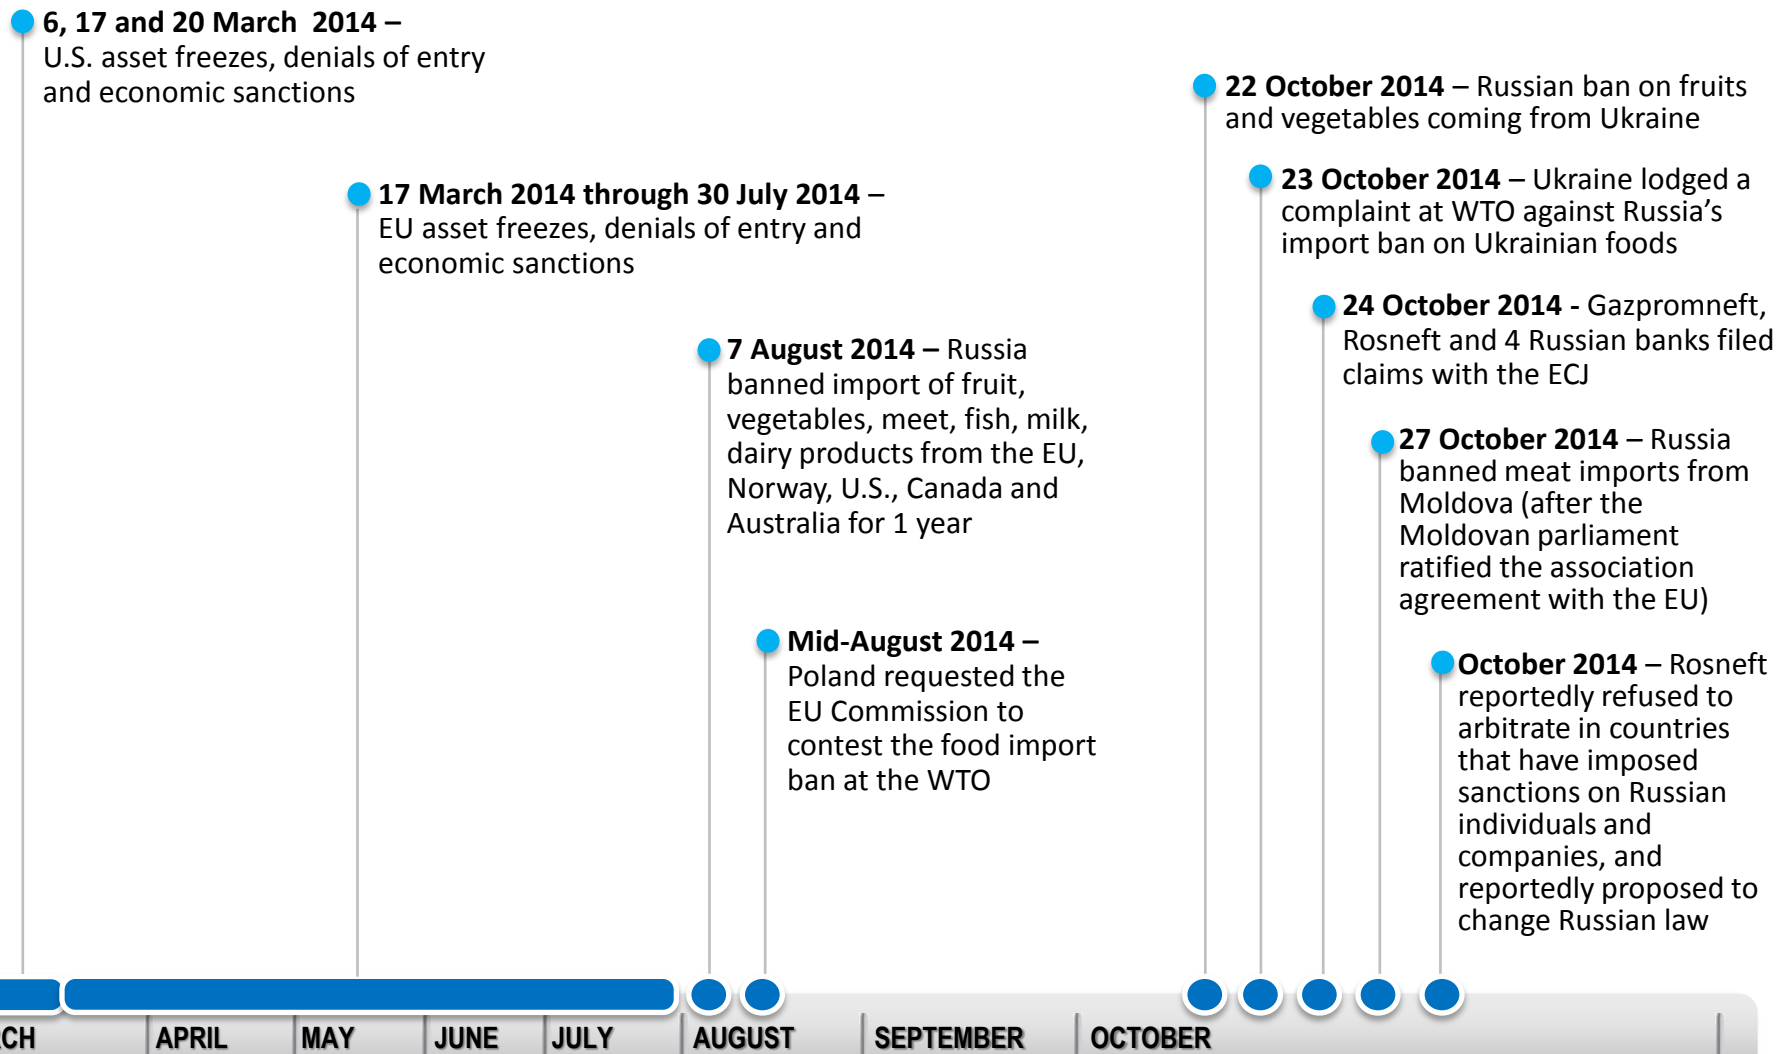 6, 17 and 20 March 2014 –
U.S. asset freezes, denials of entry
and economic sanctions
17 March 2014 through 30 July 2014 –
EU asset freezes, denials of entry and
economic sanctions
7 August 2014 – Russia
banned import of fruit,
vegetables, meet, fish, milk,
dairy products from the EU,
Norway, U.S., Canada and
Australia for 1 year
Mid-August 2014 –
Poland requested the
EU Commission to
contest the food import
ban at the WTO
22 October 2014 – Russian ban on fruits
and vegetables coming from Ukraine
23 October 2014 – Ukraine lodged a
complaint at WTO against Russia's
import ban on Ukrainian foods
24 October 2014 - Gazpromneft,
Rosneft and 4 Russian banks filed
claims with the ECJ
27 October 2014 – Russia
banned meat imports from
Moldova (after the
Moldovan parliament
ratified the association
agreement with the EU)
October 2014 – Rosneft
reportedly refused to
arbitrate in countries
that have imposed
sanctions on Russian
individuals and
companies, and
reportedly proposed to
change Russian law
RCH APRIL MAY JUNE JULY AUGUST SEPTEMBER OCTOBER